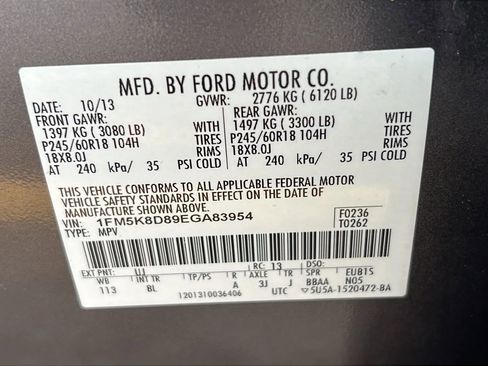 MFD. BY FORD MOTOR CO.
DATE: 10/13 GVWR: 2776 KG ( 6120 LB)
FRONT GAWR: REAR GAWR:
1397 KG ( 3080 LB) WITH 1497 KG ( 3300 LB) WITH
P245/60R18 104H TIRES P245/60R18 104H TIRES
18X8.0J RIMS 18X8.0J RIMS
AT 240 kPa/ 35 PSI COLD AT 240 kPa/ 35 PSI COLD
THIS VEHICLE CONFORMS TO ALL APPLICABLE FEDERAL MOTOR
VEHICLE SAFETY STANDARDS IN EFFECT ON THE DATE OF
MANUFACTURE SHOWN ABOVE.
VIN: 1FM5K8D89EGA83954 F0236
TYPE: MPV T0262
EXT PNT: UJ RC: 13 DSO:
WB INT TR TP/PS R AXLE TR SPR EUB1S
113 BL A 3J J BBAA N05
1201310036406 UTC 5U5A-1520472-BA